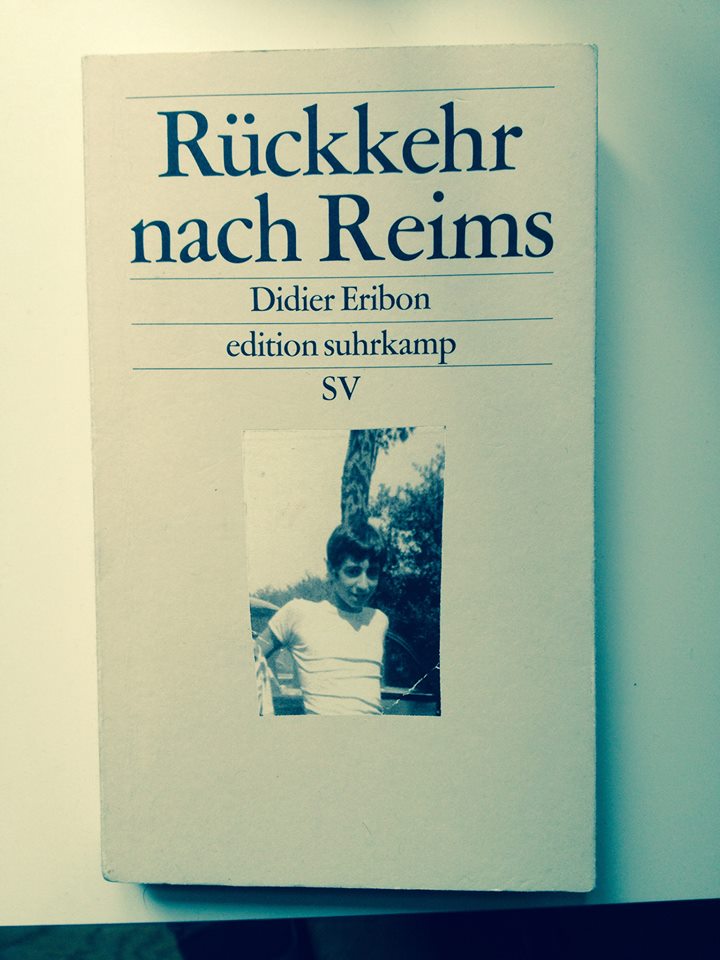 Rückkehr
nach Reims
Didier Eribon
edition suhrkamp
SV